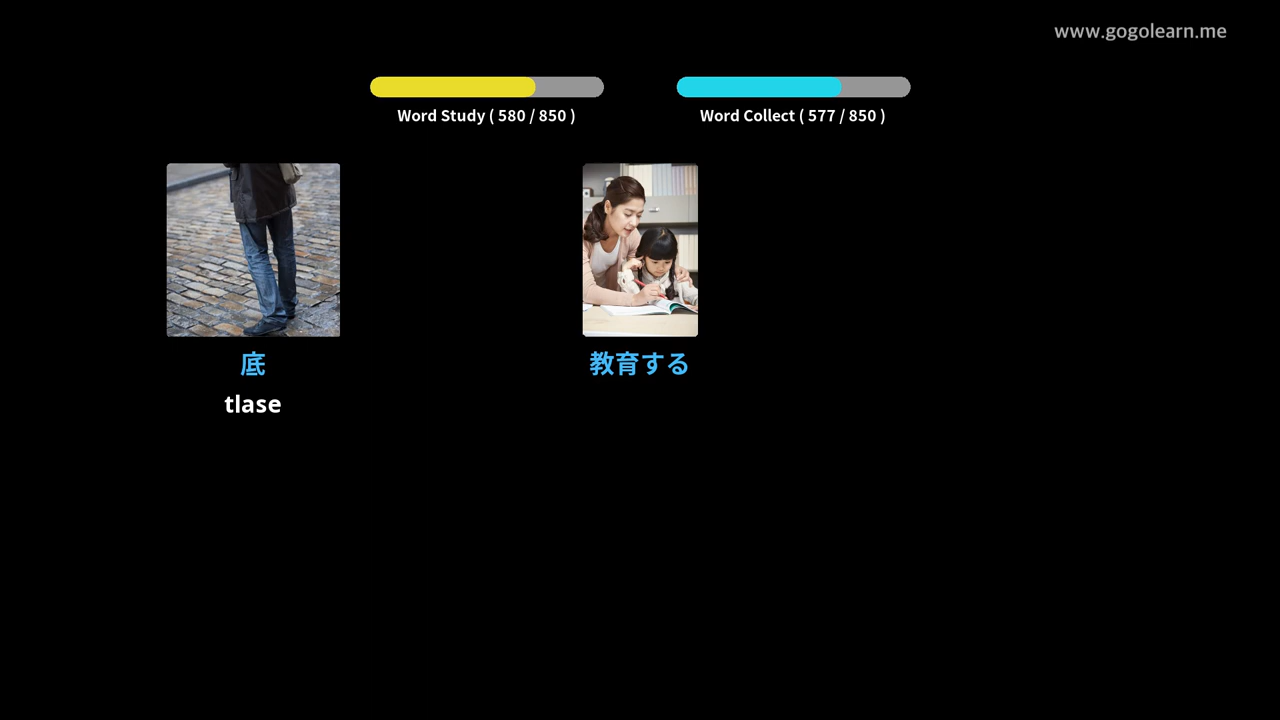 www.gogolearn.me
Word Study ( 580 / 850 )
Word Collect ( 577 / 850 )
底
教育する
tlase